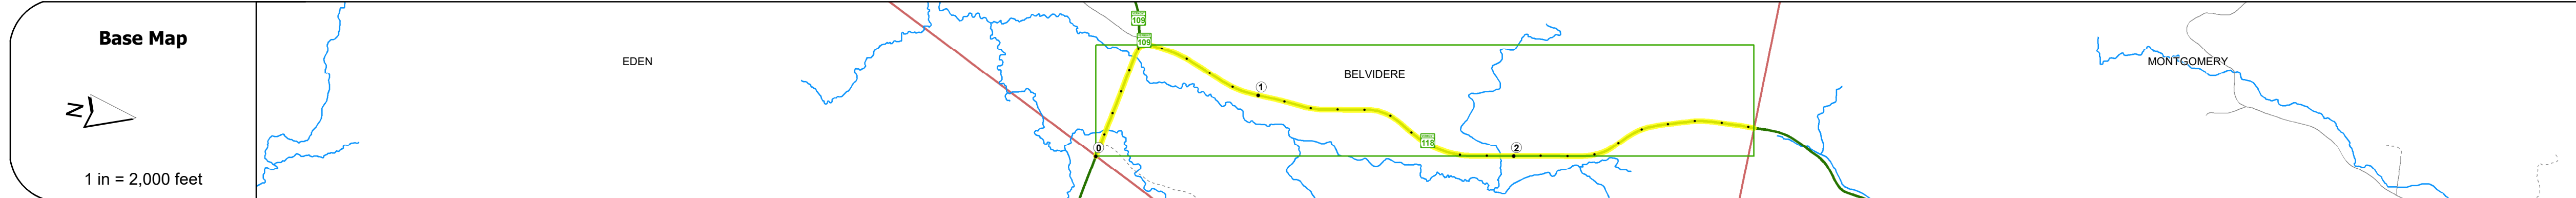 Base Map
N
1 in = 2,000 feet
EDEN
109
109
BELVIDERE
MONTGOMERY
1
118
0
2